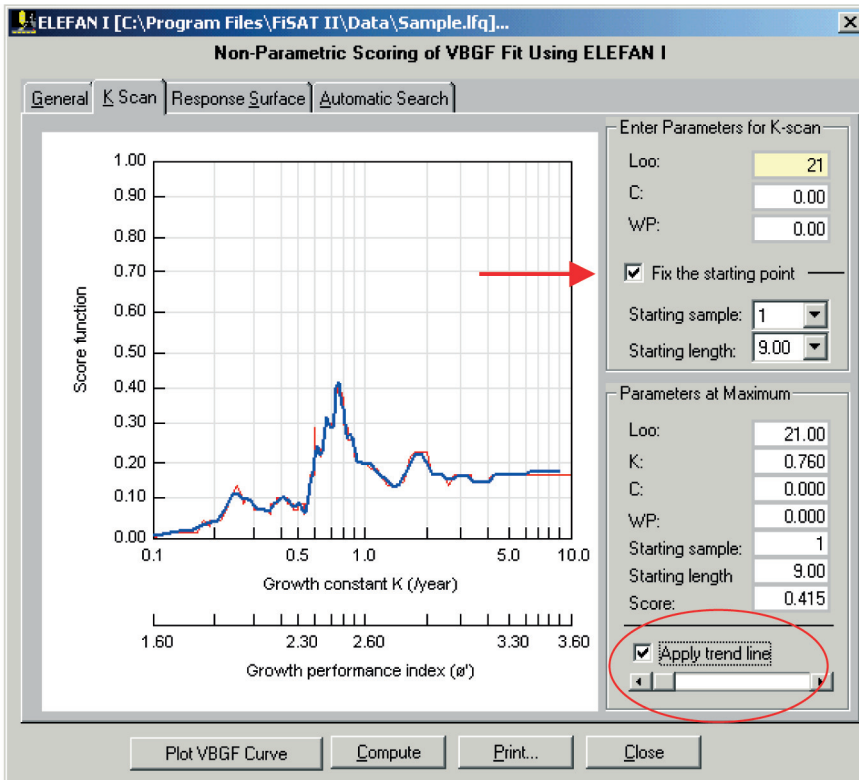 ELEFAN I [C:\Program Files\FiSAT II\Data\Sample.lfq]...
Non-Parametric Scoring of VBGF Fit Using ELEFAN I
General K Scan Response Surface Automatic Search
Score function
1.00
0.90
0.80
0.70
0.60
0.50
0.40
0.30
0.20
0.10
0.00
0.1 0.5 1.0 5.0 10.0
Growth constant K (/year)
1.60 2.30 2.60 3.30 3.60
Growth performance index (ø')
Enter Parameters for K-scan
Loo: 21
C: 0.00
WP: 0.00
Fix the starting point
Starting sample: 1
Starting length: 9.00
Parameters at Maximum
Loo: 21.00
K: 0.760
C: 0.000
WP: 0.000
Starting sample: 1
Starting length 9.00
Score: 0.415
Apply trend line
Plot VBGF Curve Compute Print... Close